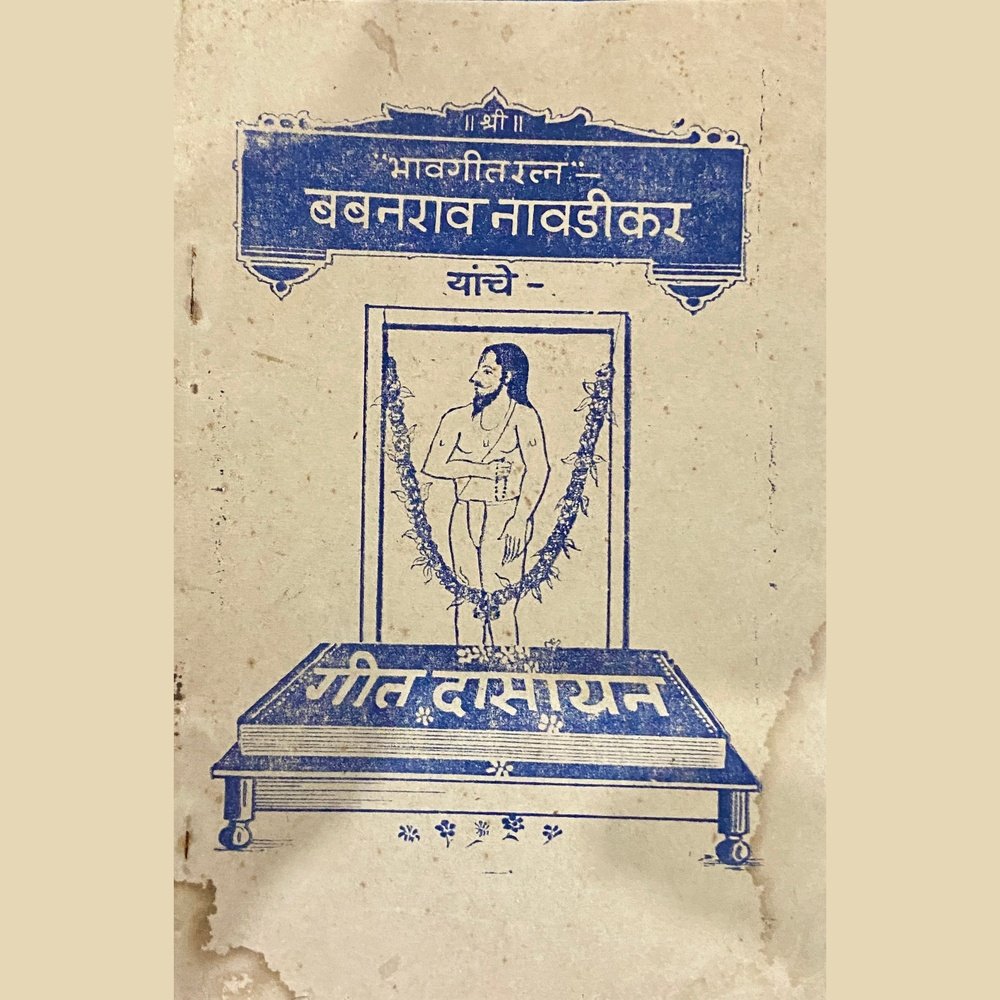 ॥ श्री ॥
"भावगीतरत्न"-
बबनराव नावडीकर
यांचे -
गीत दासायन